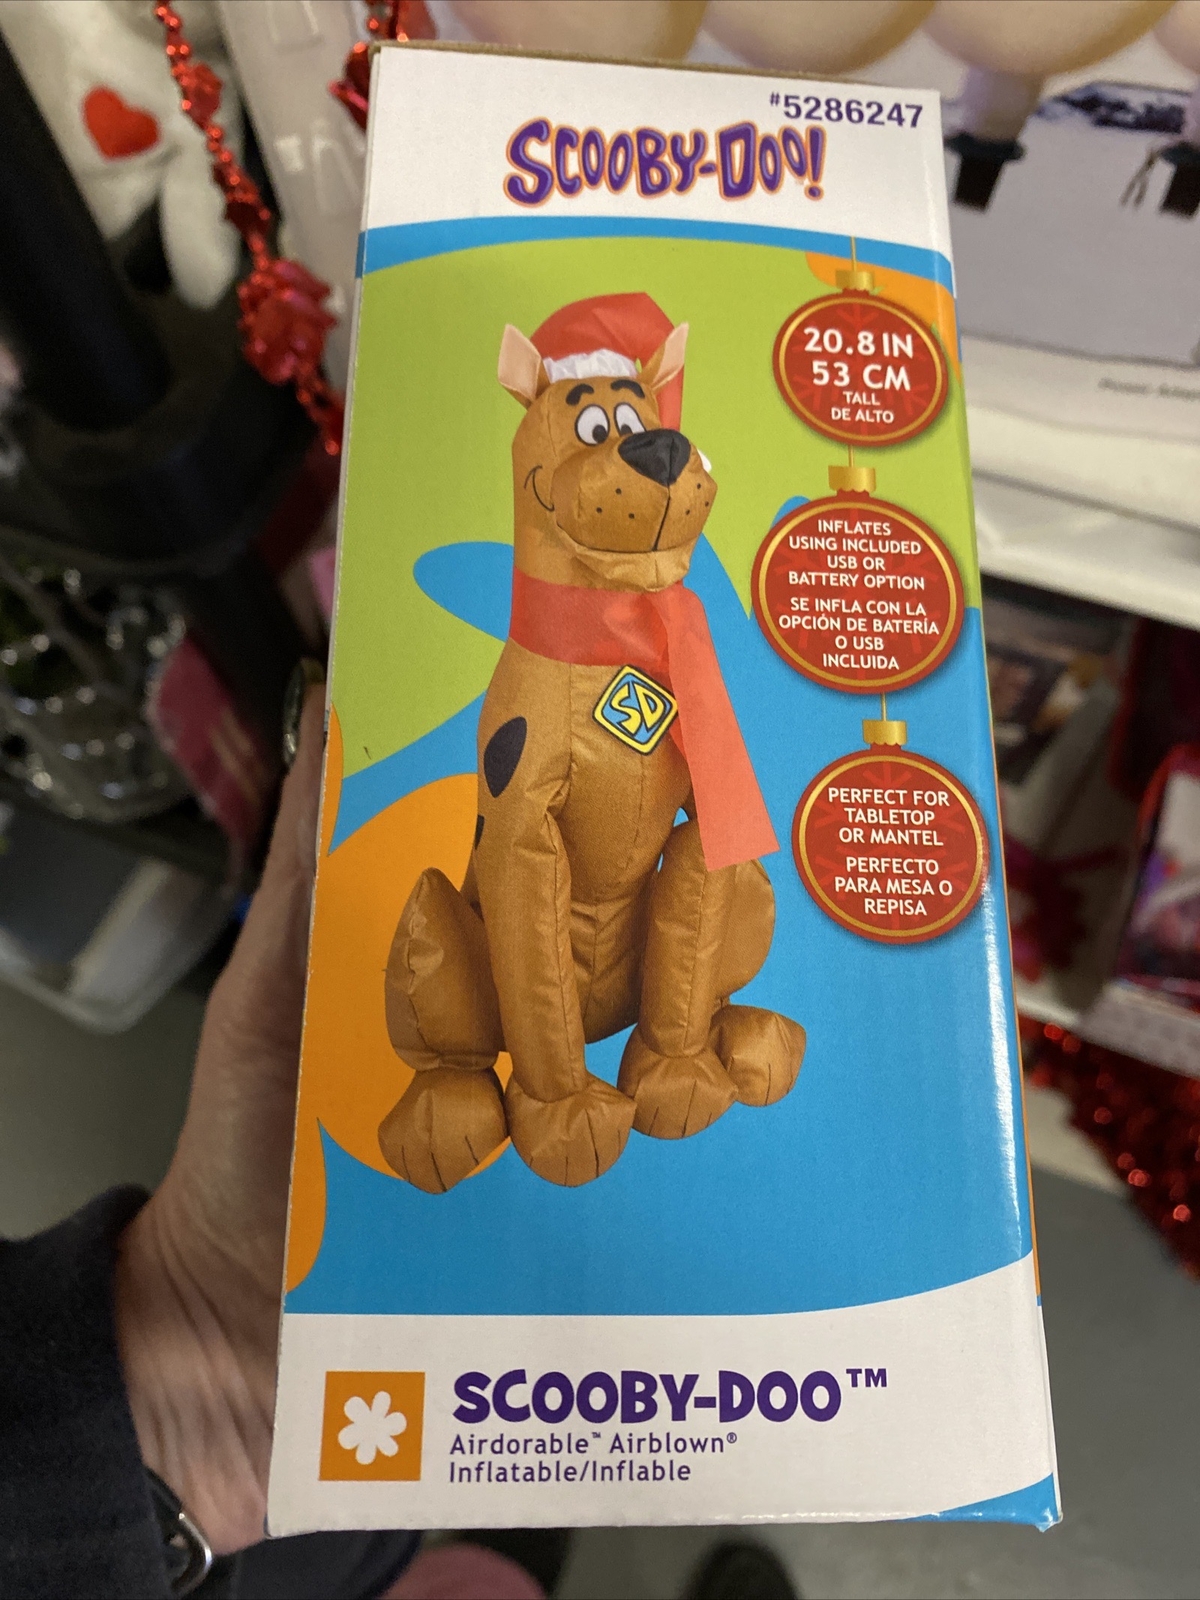 #5286247
SCOOBY-DOO!
20.8 IN
53 CM
TALL
DE ALTO
INFLATES
USING INCLUDED
USB OR
BATTERY OPTION
SE INFLA CON LA
OPCIÓN DE BATERÍA
O USB
INCLUIDA
PERFECT FOR
TABLETOP
OR MANTEL
PERFECTO
PARA MESA O
REPISA
SD
SCOOBY-DOO™
Airdorable™ Airblown®
Inflatable/Inflable